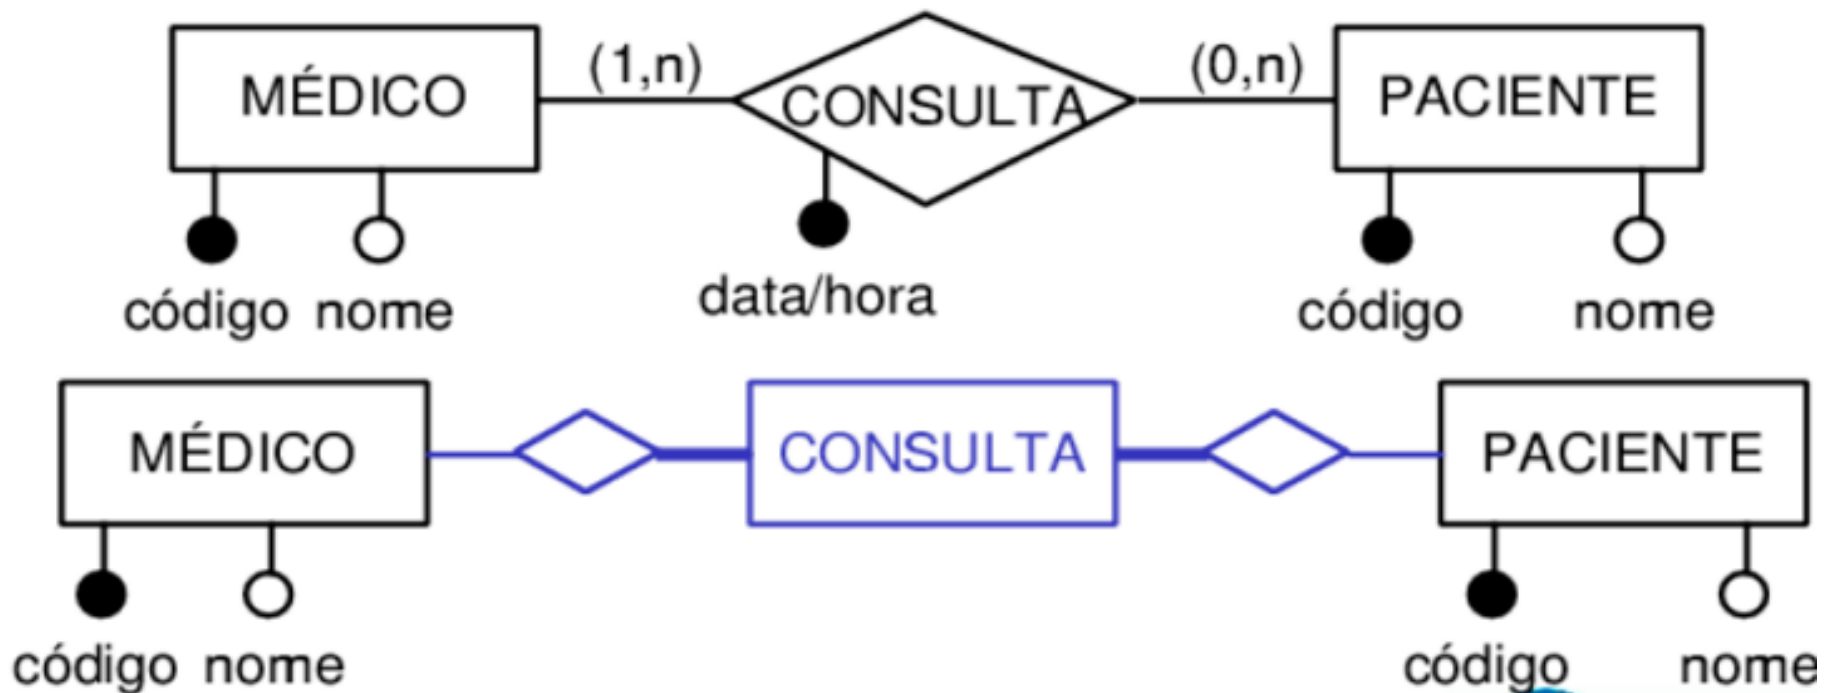 (1,n) (0,n)
MÉDICO CONSULTA PACIENTE
código nome data/hora código nome
MÉDICO CONSULTA PACIENTE
código nome código nome